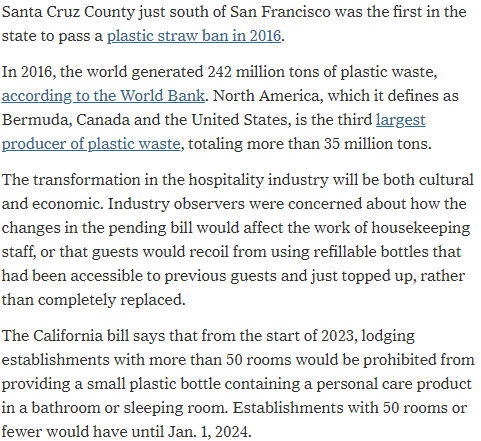 Santa Cruz County just south of San Francisco was the first in the
state to pass a plastic straw ban in 2016.
In 2016, the world generated 242 million tons of plastic waste,
according to the World Bank. North America, which it defines as
Bermuda, Canada and the United States, is the third largest
producer of plastic waste, totaling more than 35 million tons.
The transformation in the hospitality industry will be both cultural
and economic. Industry observers were concerned about how the
changes in the pending bill would affect the work of housekeeping
staff, or that guests would recoil from using refillable bottles that
had been accessible to previous guests and just topped up, rather
than completely replaced.
The California bill says that from the start of 2023, lodging
establishments with more than 50 rooms would be prohibited from
providing a small plastic bottle containing a personal care product
in a bathroom or sleeping room. Establishments with 50 rooms or
fewer would have until Jan. 1, 2024.